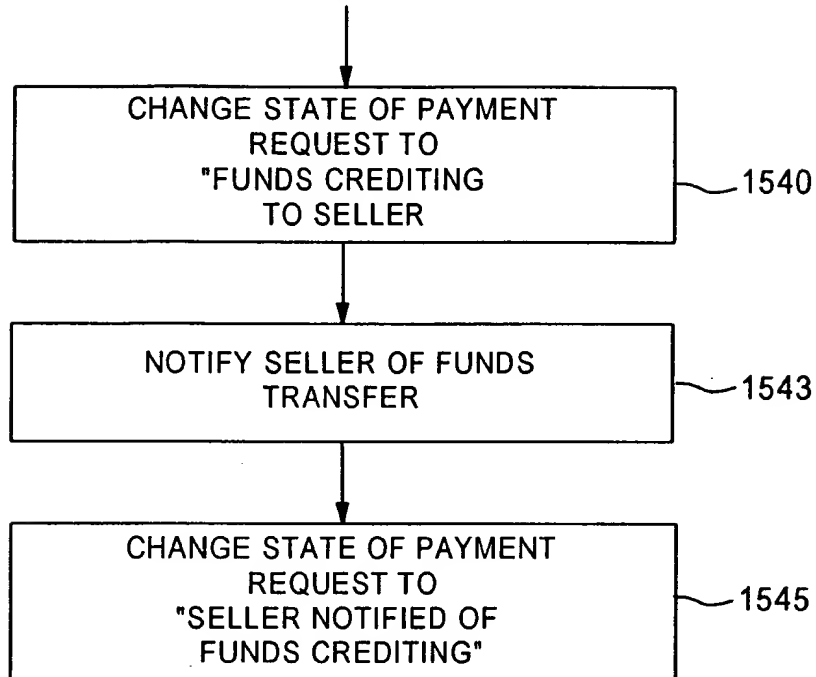 CHANGE STATE OF PAYMENT
REQUEST TO
"FUNDS CREDITING
TO SELLER
1540
NOTIFY SELLER OF FUNDS
TRANSFER
1543
CHANGE STATE OF PAYMENT
REQUEST TO
"SELLER NOTIFIED OF
FUNDS CREDITING"
1545